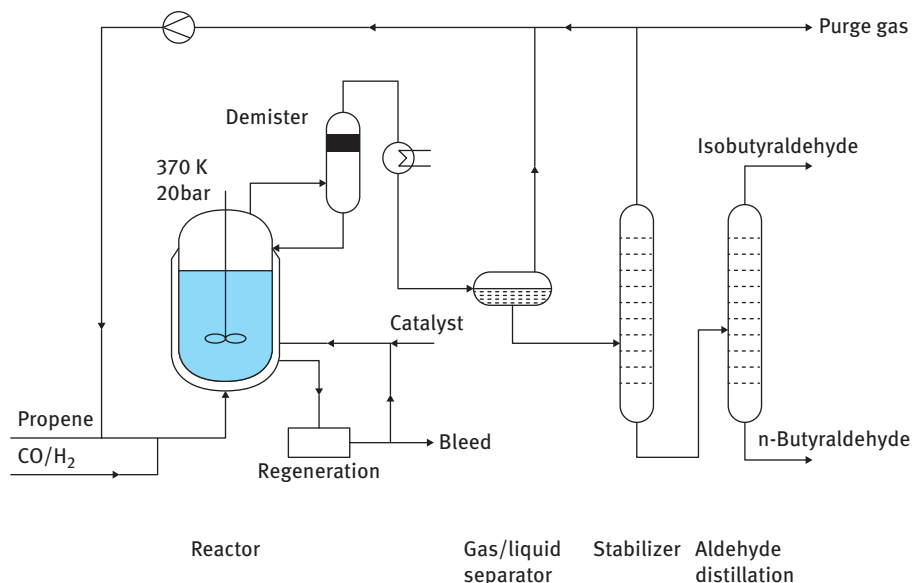 Purge gas
Demister
370 K
20bar
Isobutyraldehyde
Catalyst
Propene
CO/H₂
Regeneration
Bleed
n-Butyraldehyde
Reactor
Gas/liquid
separator
Stabilizer
Aldehyde
distillation